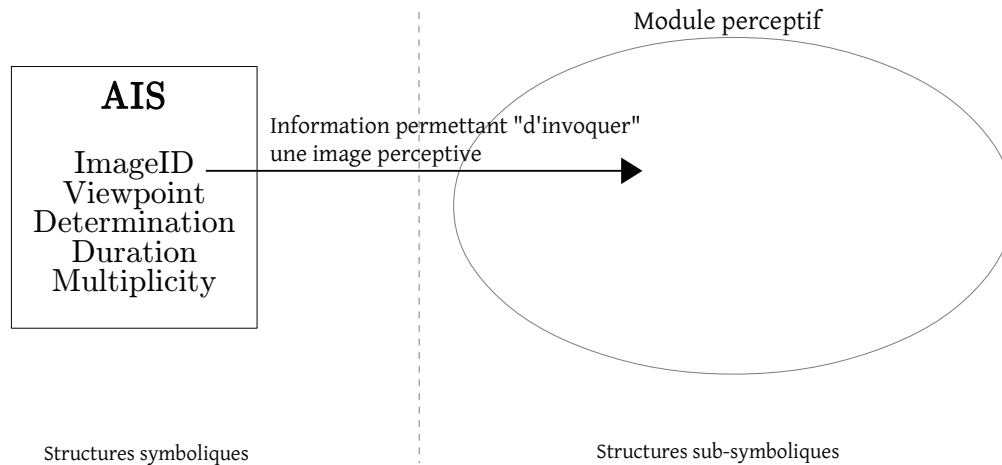 Module perceptif
AIS
Information permettant "d'invoquer"
une image perceptive
ImageID
Viewpoint
Determination
Duration
Multiplicity
Structures symboliques
Structures sub-symboliques